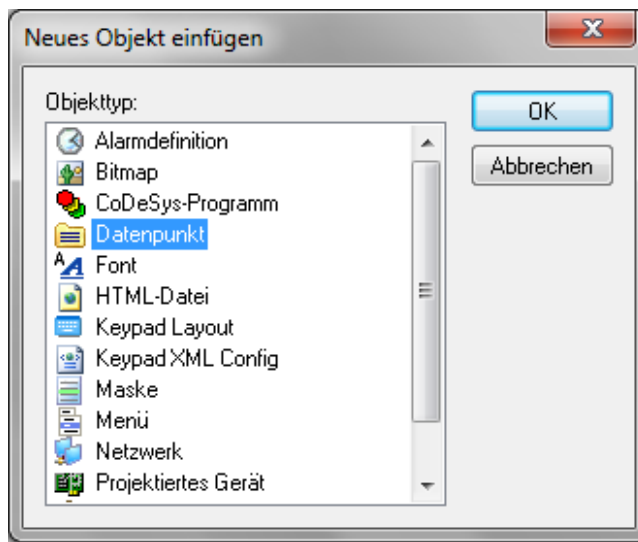 Neues Objekt einfügen
Objekttyp:
Alarmdefinition
Bitmap
CoDeSys-Programm
Datenpunkt
Font
HTML-Datei
Keypad Layout
Keypad XML Config
Maske
Menü
Netzwerk
Projektiertes Gerät
OK
Abbrechen